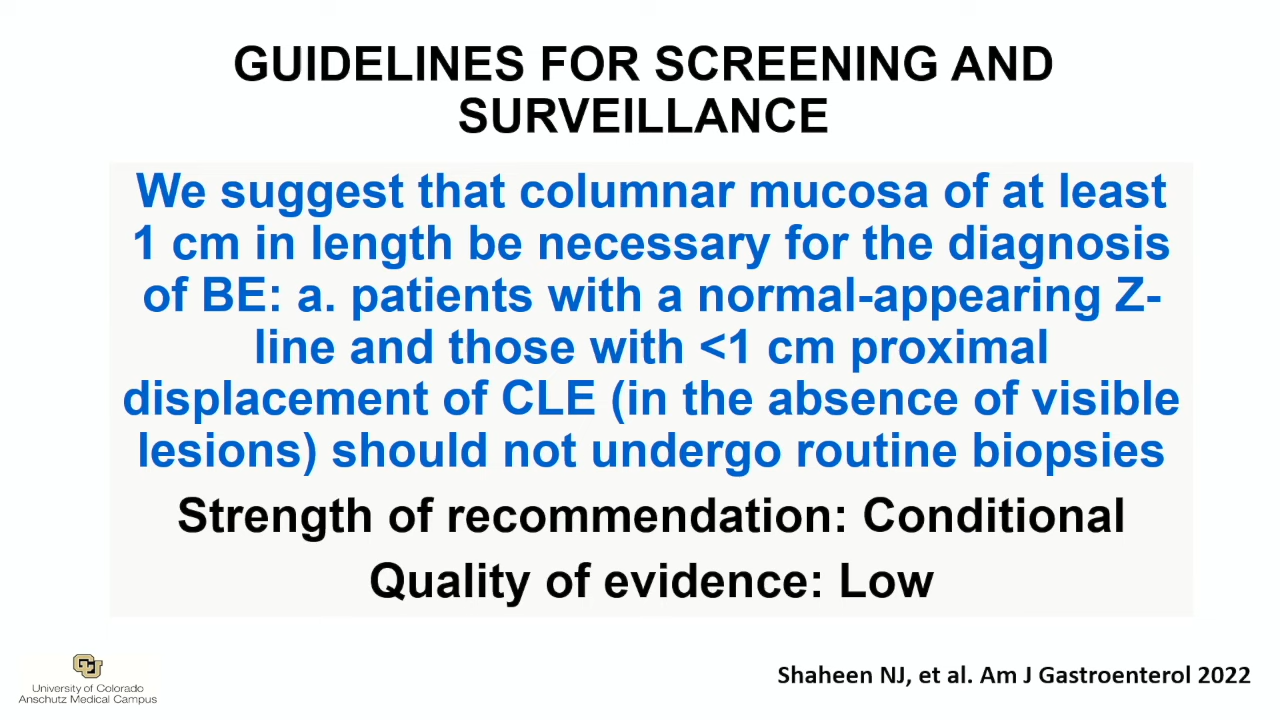 GUIDELINES FOR SCREENING AND
SURVEILLANCE
We suggest that columnar mucosa of at least
1 cm in length be necessary for the diagnosis
of BE: a. patients with a normal-appearing Z-
line and those with <1 cm proximal
displacement of CLE (in the absence of visible
lesions) should not undergo routine biopsies
Strength of recommendation: Conditional
Quality of evidence: Low
University of Colorado
Anschutz Medical Campus
Shaheen NJ, et al. Am J Gastroenterol 2022